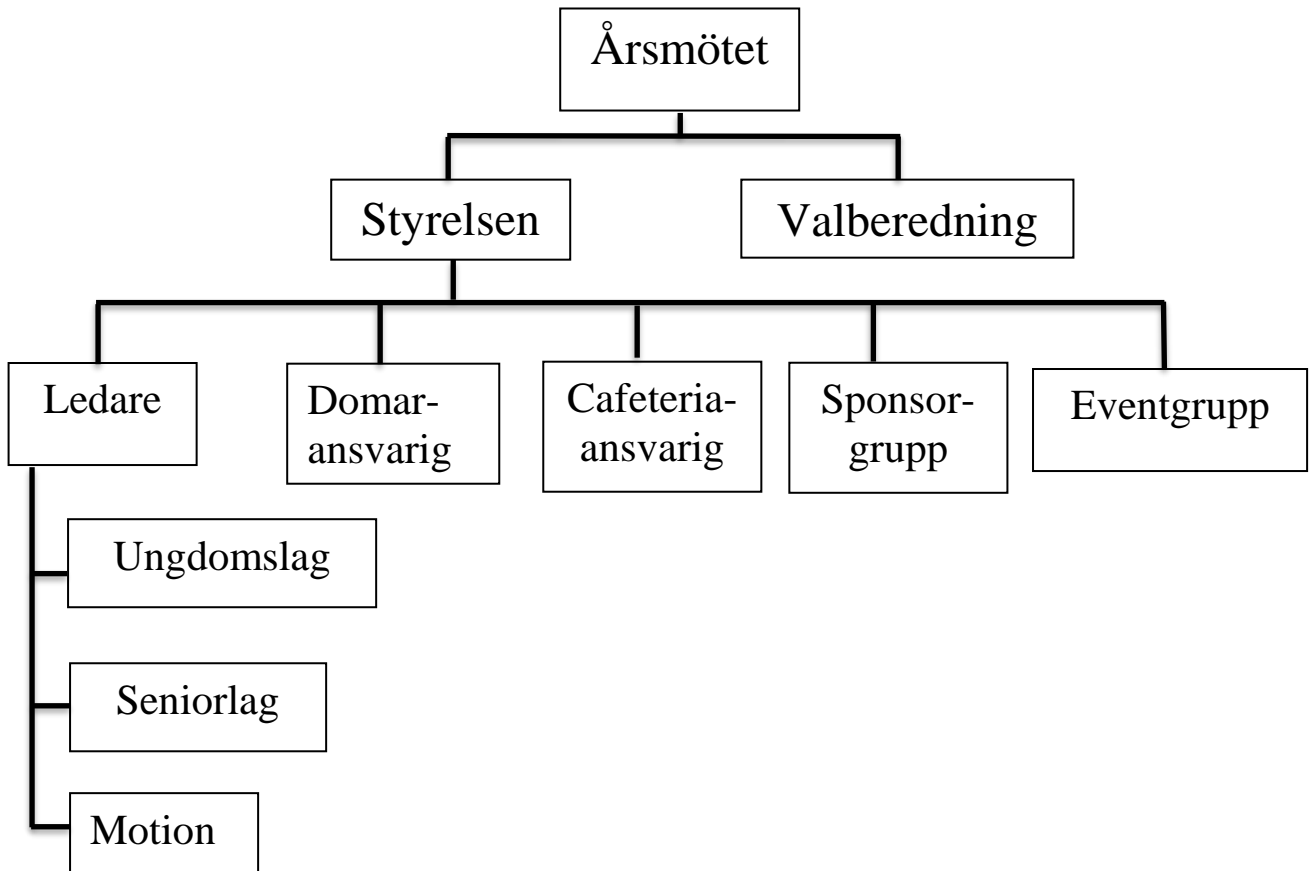 Årsmötet
Styrelsen
Valberedning
Ledare
Domar-
ansvarig
Cafeteria-
ansvarig
Sponsor-
grupp
Eventgrupp
Ungdomslag
Seniorlag
Motion